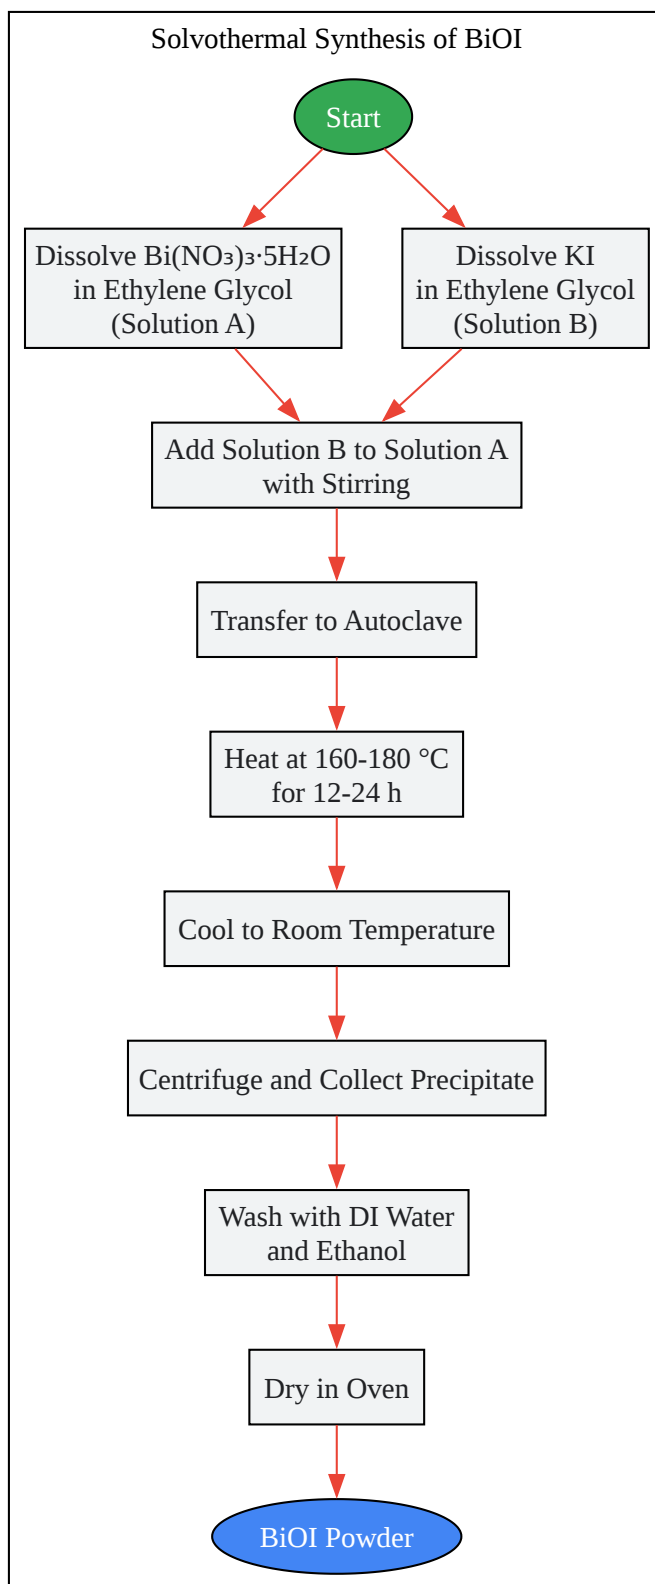 Solvothermal Synthesis of BiOI
Start
Dissolve Bi(NO₃)₃·5H₂O
in Ethylene Glycol
(Solution A)
Dissolve KI
in Ethylene Glycol
(Solution B)
Add Solution B to Solution A
with Stirring
Transfer to Autoclave
Heat at 160-180 °C
for 12-24 h
Cool to Room Temperature
Centrifuge and Collect Precipitate
Wash with DI Water
and Ethanol
Dry in Oven
BiOI Powder